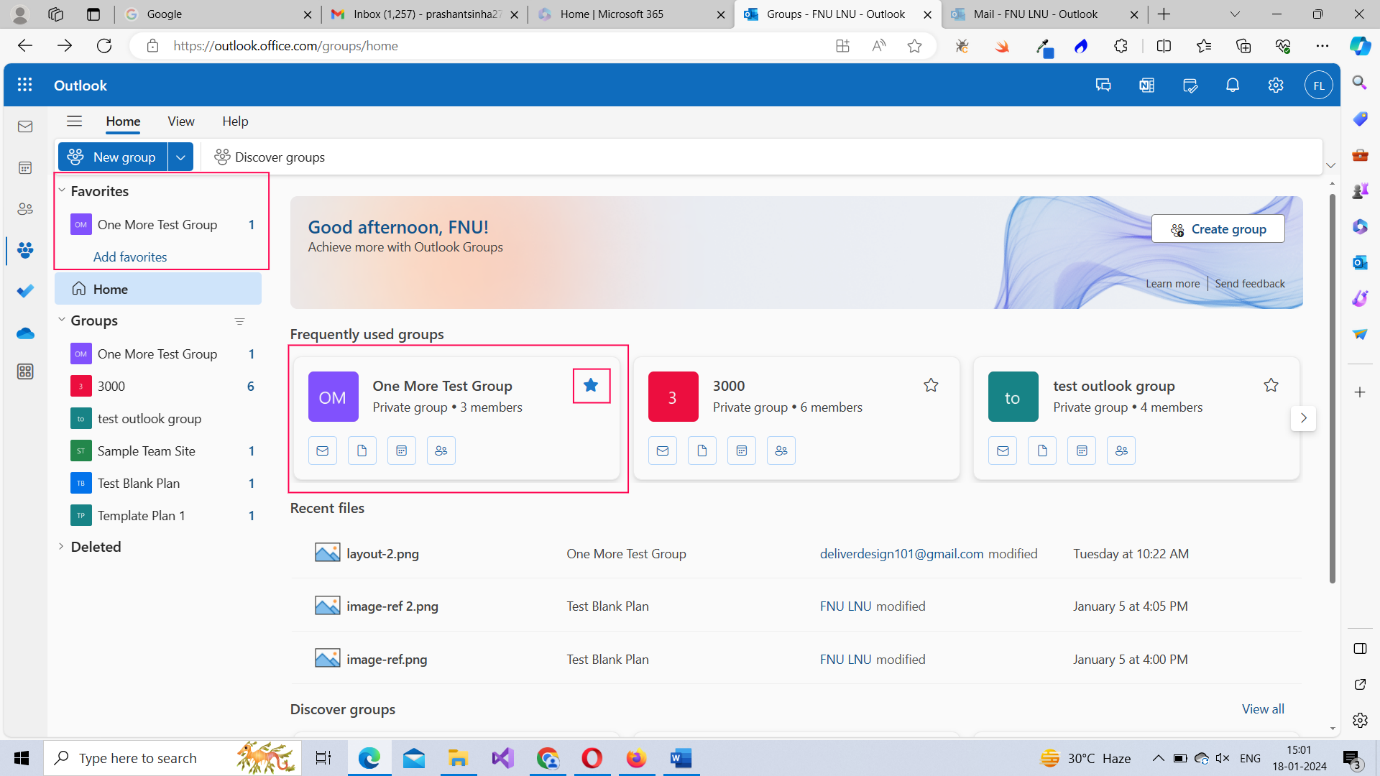 Google
Inbox (1,257) - prashantsinha27
Home | Microsoft 365
Groups - FNU LNU - Outlook
Mail - FNU LNU - Outlook
https://outlook.office.com/groups/home
Outlook
FL
Home View Help
New group
Discover groups
Favorites
OM One More Test Group 1
Add favorites
Home
Groups
OM One More Test Group 1
3 3000 6
to test outlook group
ST Sample Team Site 1
TB Test Blank Plan 1
TP Template Plan 1 1
Deleted
Good afternoon, FNU!
Achieve more with Outlook Groups
Create group
Learn more | Send feedback
Frequently used groups
OM
One More Test Group
Private group • 3 members
3
3000
Private group • 6 members
to
test outlook group
Private group • 4 members
Recent files
layout-2.png One More Test Group deliverdesign101@gmail.com modified Tuesday at 10:22 AM
image-ref 2.png Test Blank Plan FNU LNU modified January 5 at 4:05 PM
image-ref.png Test Blank Plan FNU LNU modified January 5 at 4:00 PM
Discover groups
View all
Type here to search
30°C Haze
ENG
15:01
18-01-2024
3